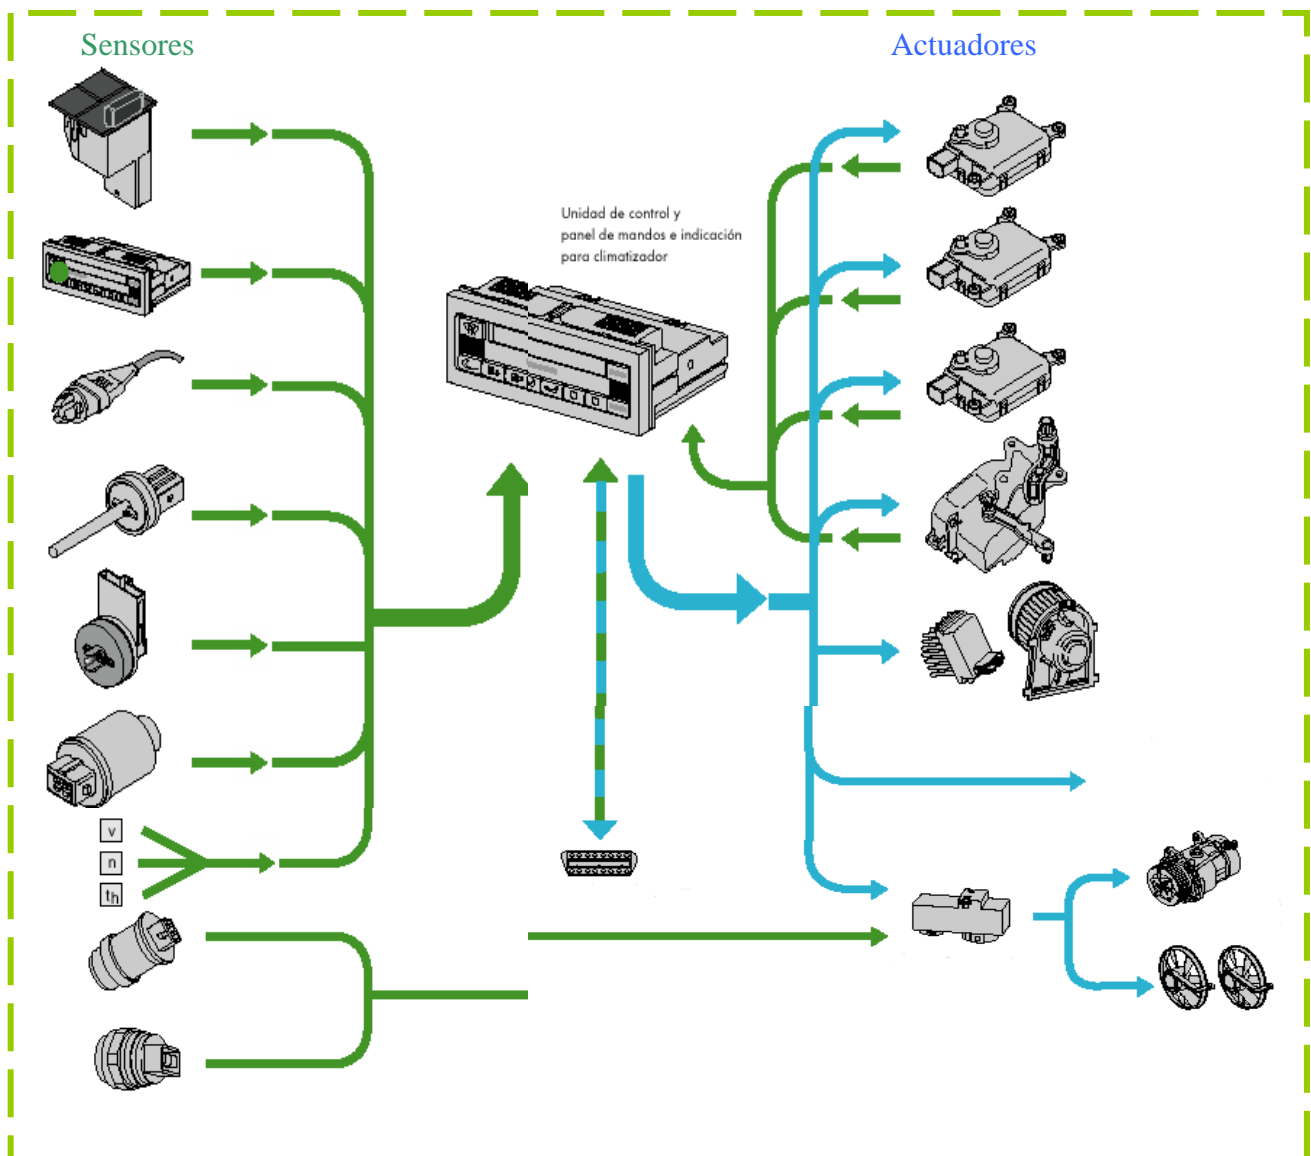 Sensores
Actuadores
Unidad de control y
panel de mandos e indicación
para climatizador
v
n
th